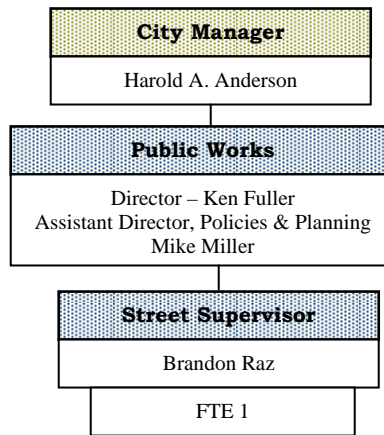 City Manager
Harold A. Anderson
Public Works
Director – Ken Fuller
Assistant Director, Policies & Planning
Mike Miller
Street Supervisor
Brandon Raz
FTE 1